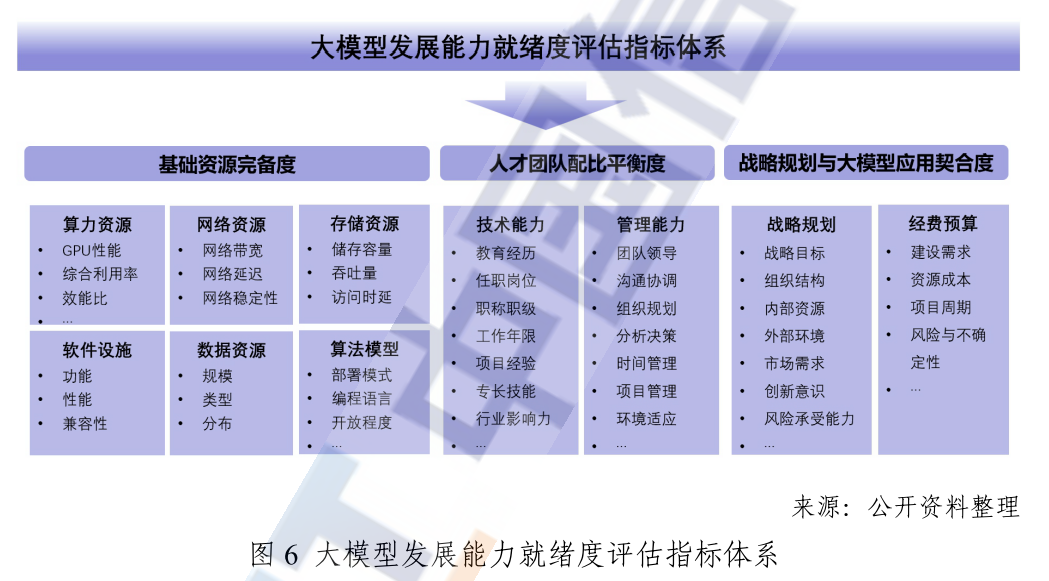 大模型发展能力就绪度评估指标体系
基础资源完备度
算力资源
• GPU性能
• 综合利用率
• 效能比
• ...
网络资源
• 网络带宽
• 网络延迟
• 网络稳定性
存储资源
• 储存容量
• 吞吐量
• 访问时延
软件设施
• 功能
• 性能
• 兼容性
数据资源
• 规模
• 类型
• 分布
算法模型
• 部署模式
• 编程语言
• 开放程度
• ...
人才团队配比平衡度
技术能力
• 教育经历
• 任职岗位
• 职称职级
• 工作年限
• 项目经验
• 专长技能
• 行业影响力
• ...
管理能力
• 团队领导
• 沟通协调
• 组织规划
• 分析决策
• 时间管理
• 项目管理
• 环境适应
• ...
战略规划与大模型应用契合度
战略规划
• 战略目标
• 组织结构
• 内部资源
• 外部环境
• 市场需求
• 创新意识
• 风险承受能力
• ...
经费预算
• 建设需求
• 资源成本
• 项目周期
• 风险与不确
定性
• ...
来源：公开资料整理
图 6 大模型发展能力就绪度评估指标体系